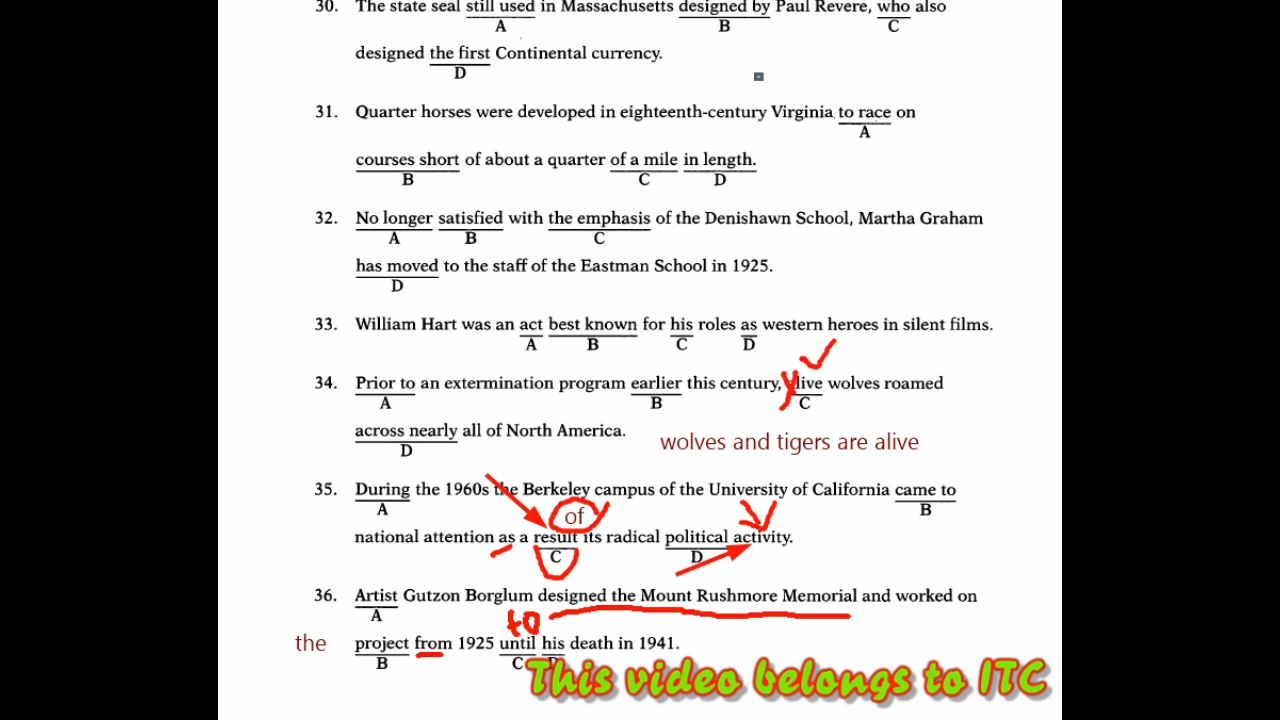 30. The state seal still used in Massachusetts designed by Paul Revere, who also
A B C
designed the first Continental currency.
D
31. Quarter horses were developed in eighteenth-century Virginia to race on
A
courses short of about a quarter of a mile in length.
B C D
32. No longer satisfied with the emphasis of the Denishawn School, Martha Graham
A B C
has moved to the staff of the Eastman School in 1925.
D
33. William Hart was an act best known for his roles as western heroes in silent films.
A B C D
34. Prior to an extermination program earlier this century, alive wolves roamed
A B C
across nearly all of North America.
D
wolves and tigers are alive
35. During the 1960s the Berkeley campus of the University of California came to
A B
of
national attention as a result its radical political activity.
C D
36. Artist Gutzon Borglum designed the Mount Rushmore Memorial and worked on
A
to
the project from 1925 until his death in 1941.
B C D
This video belongs to ITC